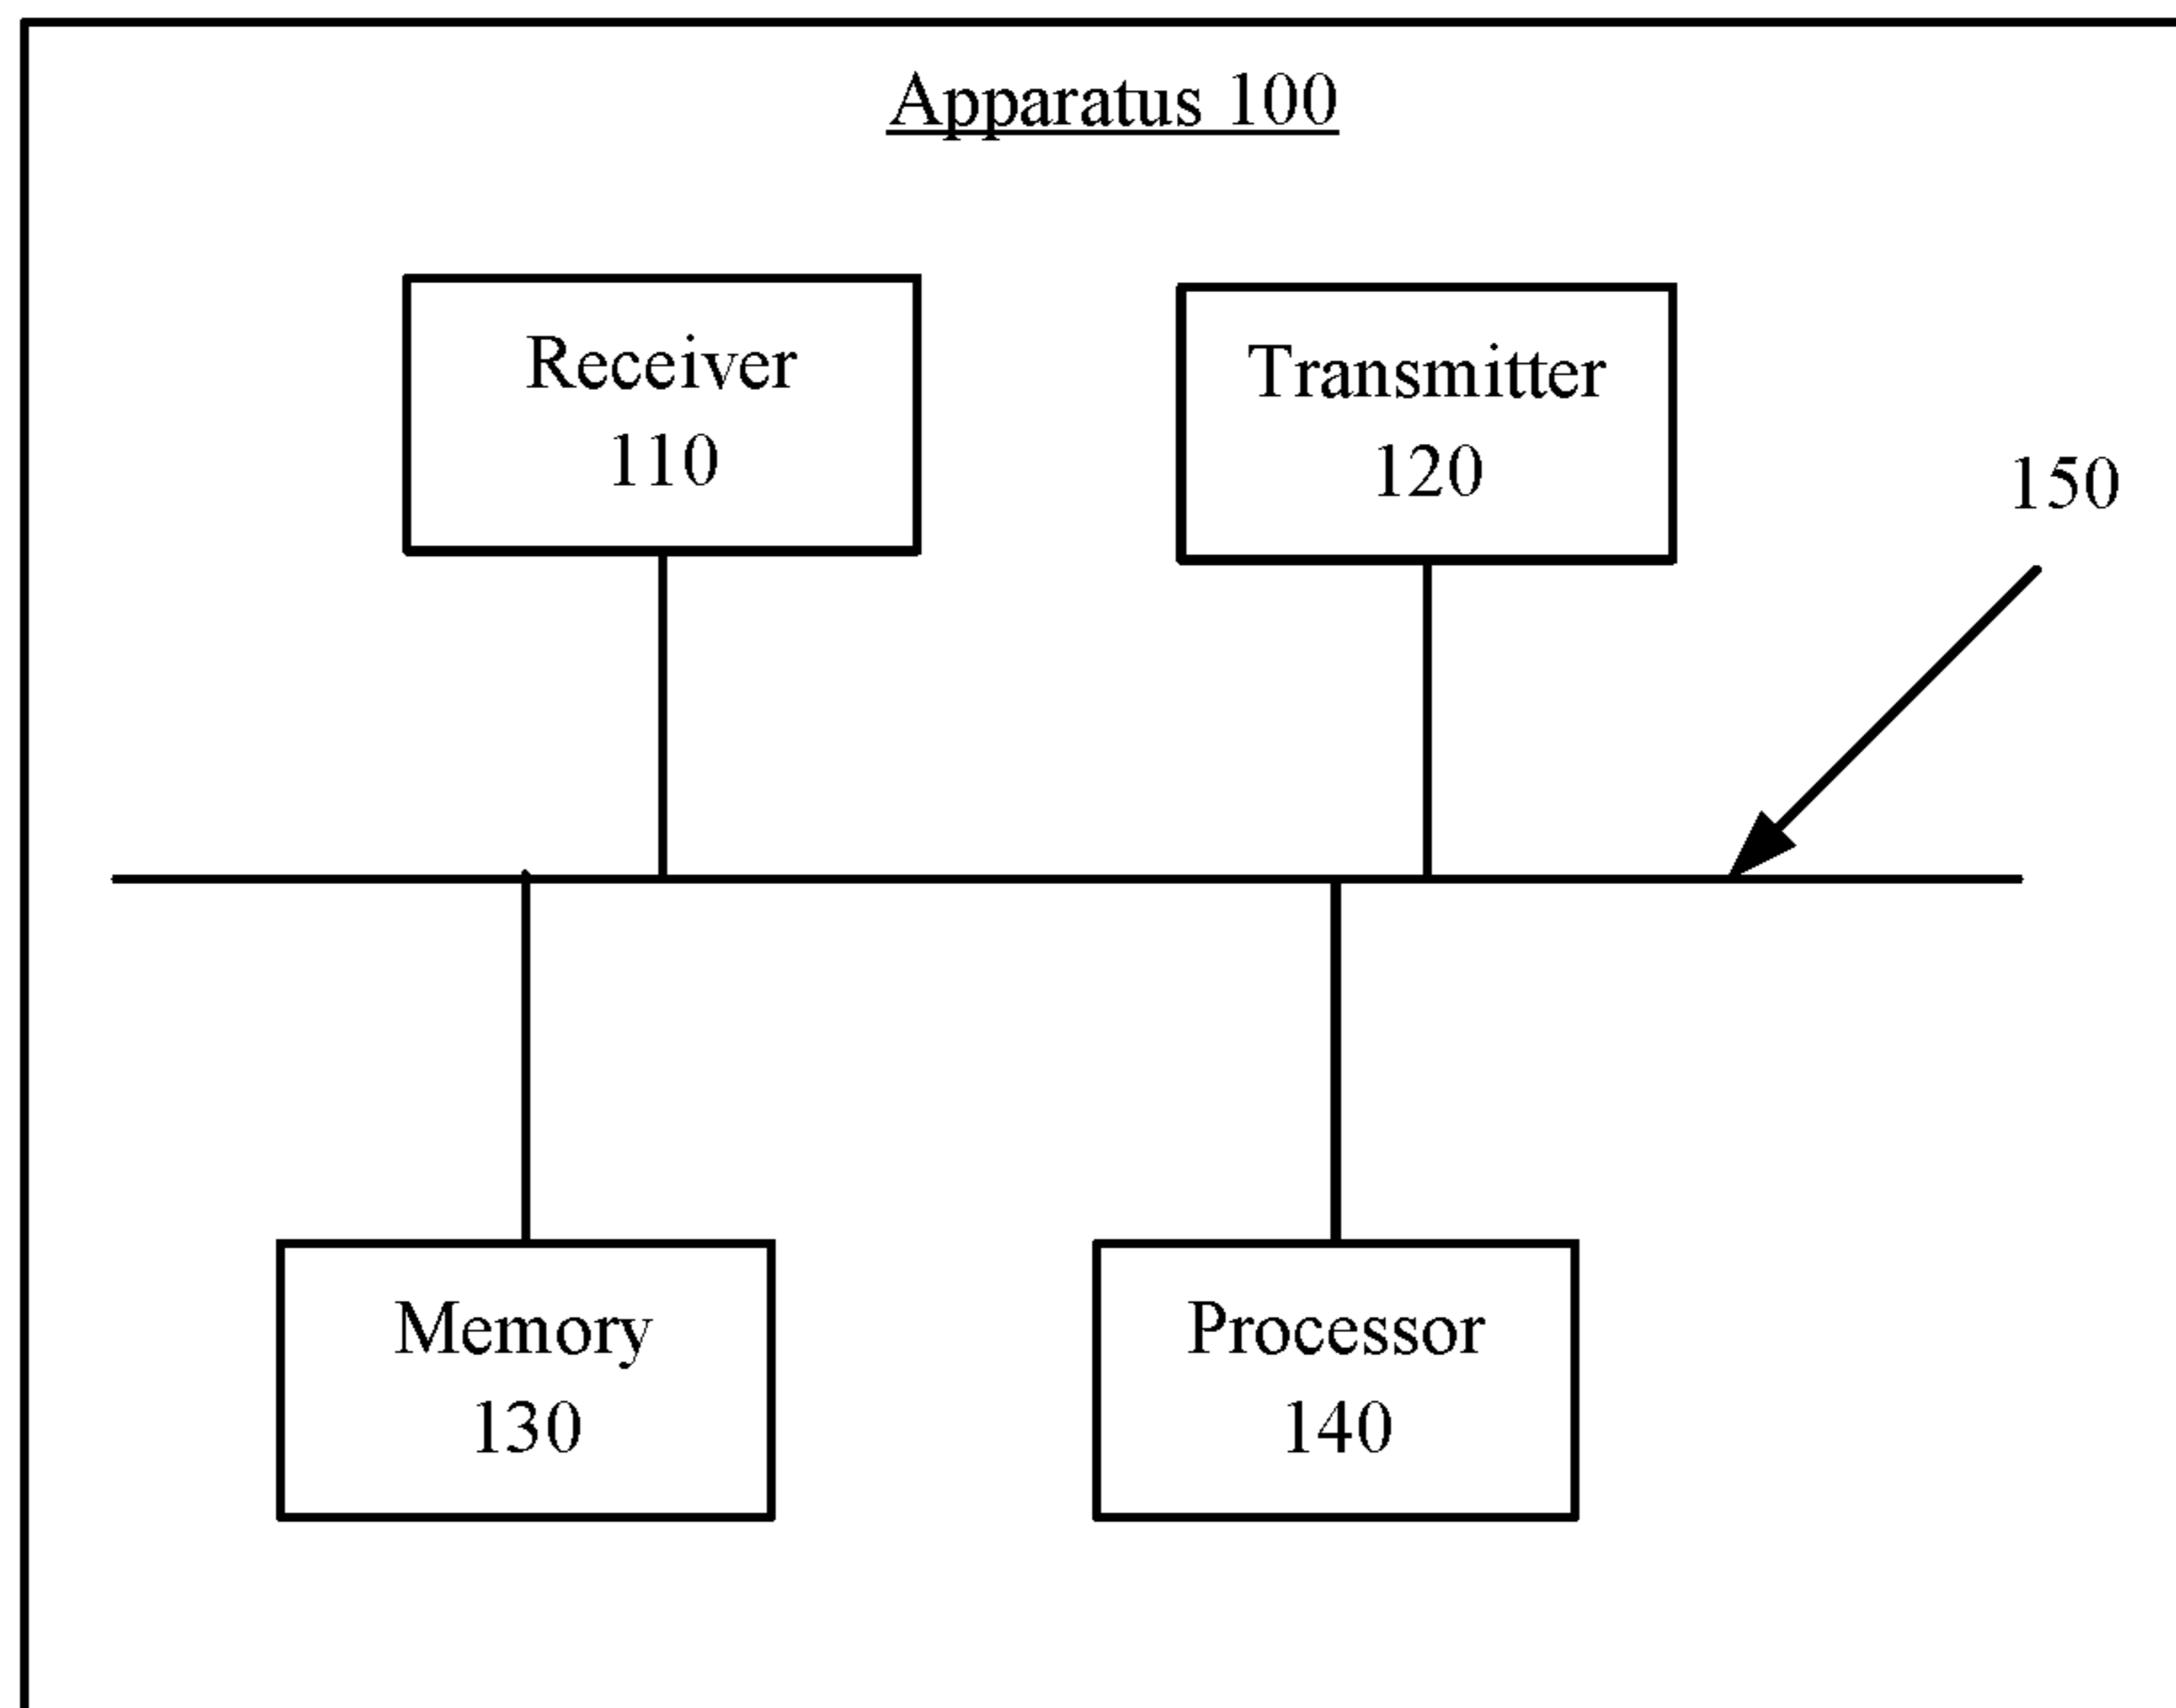 Apparatus 100
Receiver
110
Transmitter
120
150
Memory
130
Processor
140